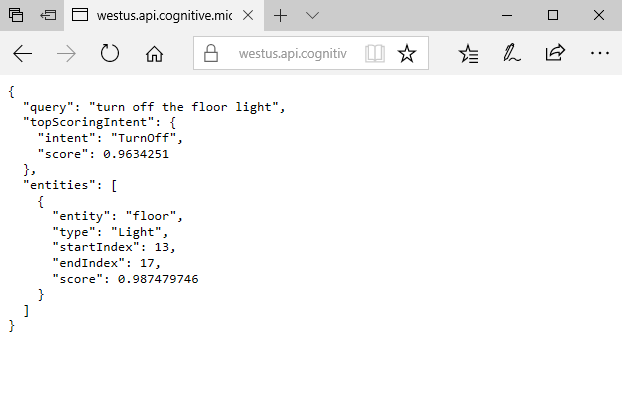 westus.api.cognitive.mic
westus.api.cognitiv
{
  "query": "turn off the floor light",
  "topScoringIntent": {
    "intent": "TurnOff",
    "score": 0.9634251
  },
  "entities": [
    {
      "entity": "floor",
      "type": "Light",
      "startIndex": 13,
      "endIndex": 17,
      "score": 0.987479746
    }
  ]
}